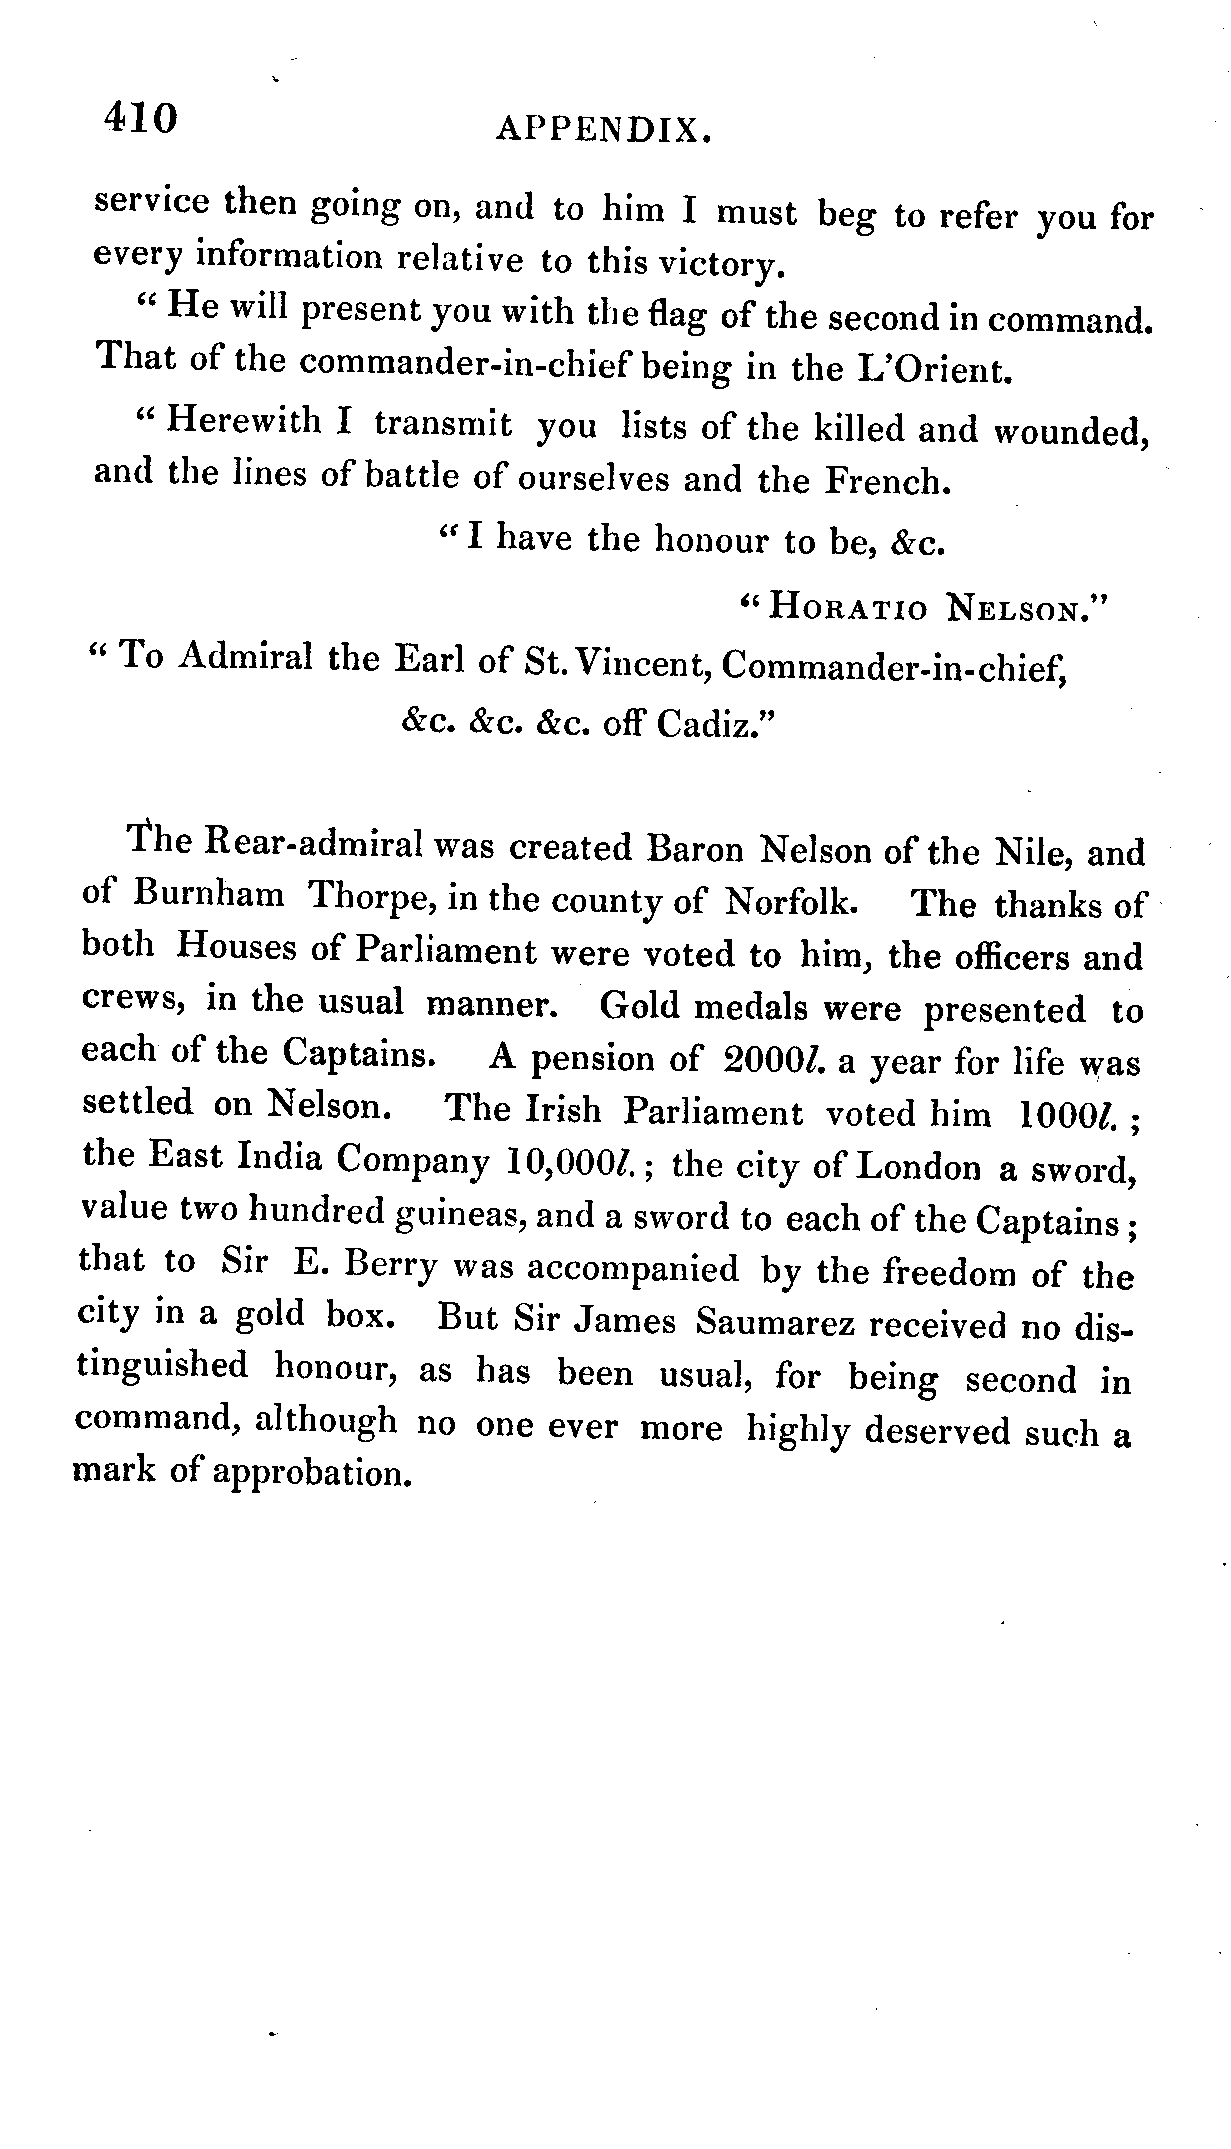 410
APPENDIX.
service then going on, and to him I must beg to refer you for
every information relative to this victory.
“ He will present you with the flag of the second in command.
That of the commander-in-chief being in the L’Orient.
“ Herewith I transmit you lists of the killed and wounded,
and the lines of battle of ourselves and the French.
“ I have the honour to be, &c.
“ HORATIO NELSON.”
“ To Admiral the Earl of St. Vincent, Commander-in-chief,
&c. &c. &c. off Cadiz.”
The Rear-admiral was created Baron Nelson of the Nile, and
of Burnham Thorpe, in the county of Norfolk. The thanks of
both Houses of Parliament were voted to him, the officers and
crews, in the usual manner. Gold medals were presented to
each of the Captains. A pension of 2000l. a year for life was
settled on Nelson. The Irish Parliament voted him 1000l. ;
the East India Company 10,000l. ; the city of London a sword,
value two hundred guineas, and a sword to each of the Captains ;
that to Sir E. Berry was accompanied by the freedom of the
city in a gold box. But Sir James Saumarez received no dis-
tinguished honour, as has been usual, for being second in
command, although no one ever more highly deserved such a
mark of approbation.